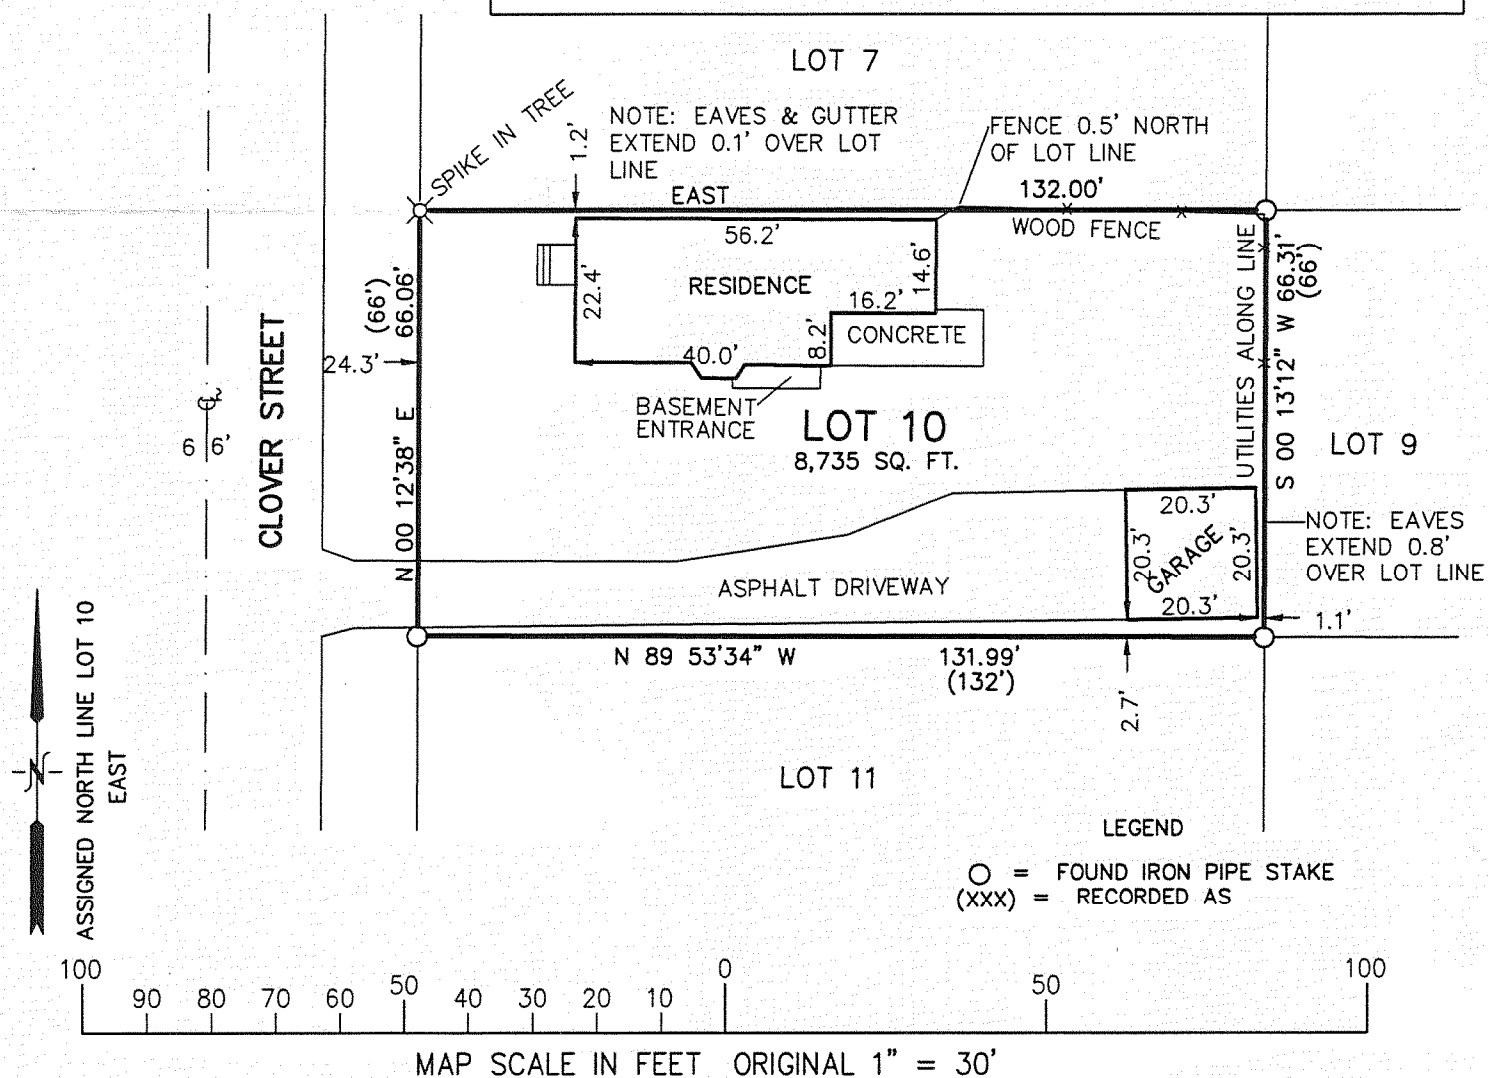 LOT 7
SPIKE IN TREE
1.2'
NOTE: EAVES & GUTTER
EXTEND 0.1' OVER LOT
LINE
FENCE 0.5' NORTH
OF LOT LINE
EAST
132.00'
WOOD FENCE
56.2'
RESIDENCE
22.4'
14.6'
16.2'
8.2'
CONCRETE
40.0'
BASEMENT
ENTRANCE
(66')
66.06'
24.3'
N 00 12'38" E
CLOVER STREET
6 6'
LOT 10
8,735 SQ. FT.
UTILITIES ALONG LINE
S 00 13'12" W 66.31'
(66')
LOT 9
20.3'
20.3'
GARAGE
20.3'
20.3'
NOTE: EAVES
EXTEND 0.8'
OVER LOT LINE
ASPHALT DRIVEWAY
1.1'
N 89 53'34" W
131.99'
(132')
2.7'
N
ASSIGNED NORTH LINE LOT 10
EAST
LOT 11
LEGEND
= FOUND IRON PIPE STAKE
(XXX) = RECORDED AS
100 90 80 70 60 50 40 30 20 10 0 50 100
MAP SCALE IN FEET ORIGINAL 1" = 30'